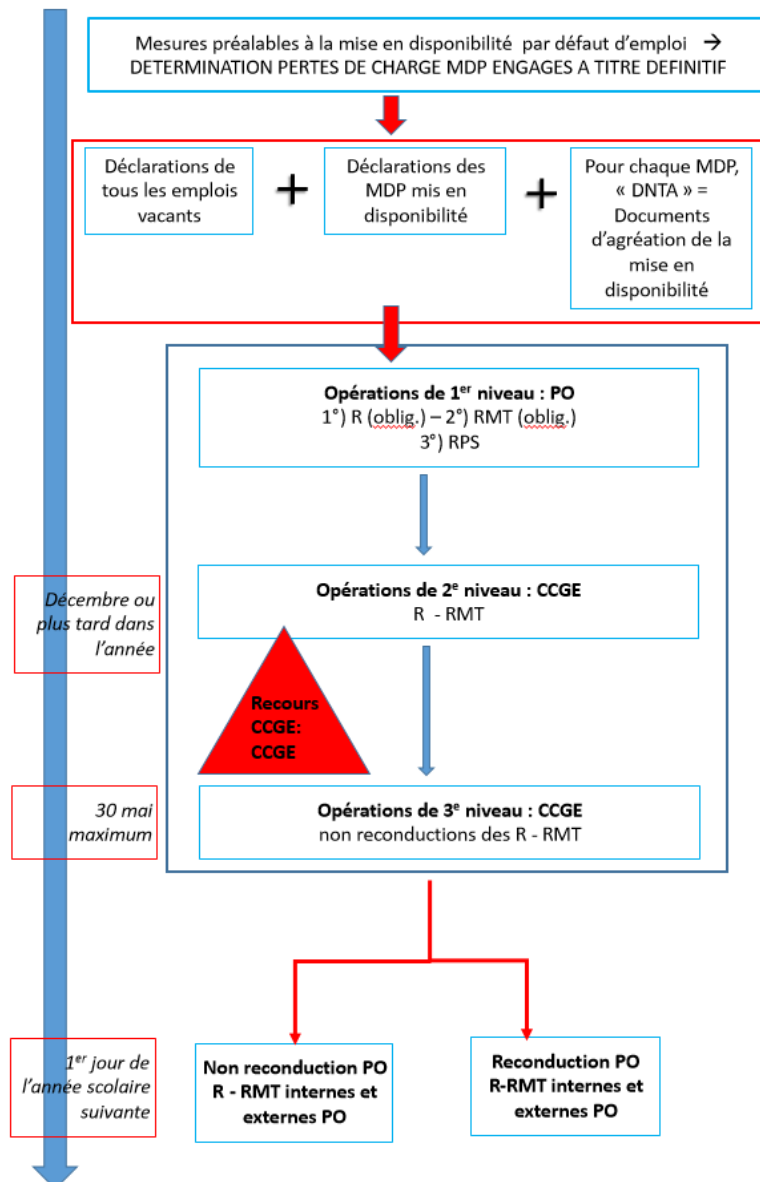 Mesures préalables à la mise en disponibilité par défaut d'emploi →
DETERMINATION PERTES DE CHARGE MDP ENGAGES A TITRE DEFINITIF
Déclarations de
tous les emplois
vacants
+
Déclarations des
MDP mis en
disponibilité
+
Pour chaque MDP,
« DNTA » =
Documents
d'agréation de la
mise en
disponibilité
Opérations de 1er niveau : PO
1°) R (oblig.) – 2°) RMT (oblig.)
3°) RPS
Décembre ou
plus tard dans
l'année
Opérations de 2e niveau : CCGE
R - RMT
Recours
CCGE:
CCGE
30 mai
maximum
Opérations de 3e niveau : CCGE
non reconductions des R - RMT
1er jour de
l'année scolaire
suivante
Non reconduction PO
R - RMT internes et
externes PO
Reconduction PO
R-RMT internes et
externes PO